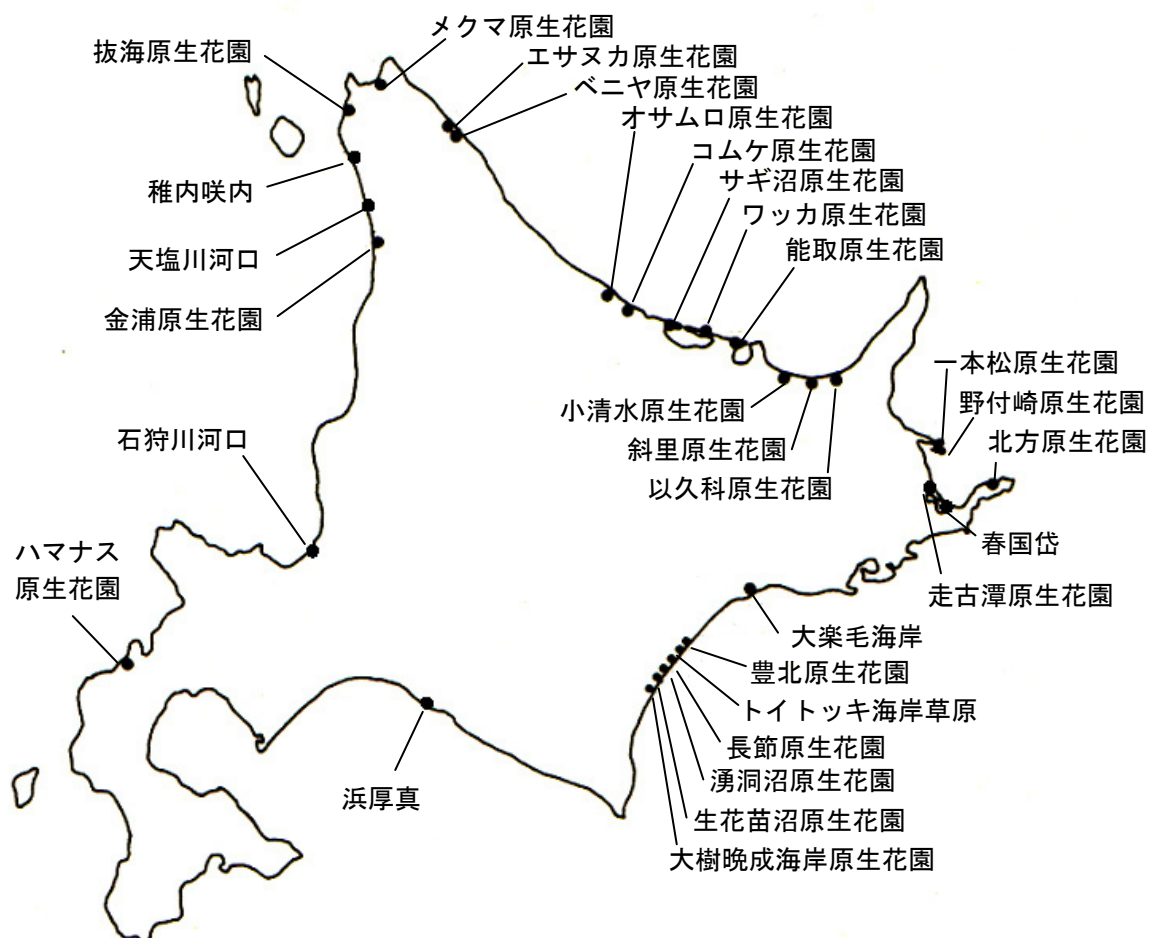 メクマ原生花園
抜海原生花園
エサヌカ原生花園
ベニヤ原生花園
オサムロ原生花園
コムケ原生花園
サギ沼原生花園
稚内咲内
ワッカ原生花園
能取原生花園
天塩川河口
金浦原生花園
一本松原生花園
野付崎原生花園
小清水原生花園
石狩川河口
北方原生花園
斜里原生花園
以久科原生花園
春国岱
ハマナス
原生花園
走古潭原生花園
大楽毛海岸
豊北原生花園
トイトッキ海岸草原
長節原生花園
湧洞沼原生花園
浜厚真
生花苗沼原生花園
大樹晩成海岸原生花園